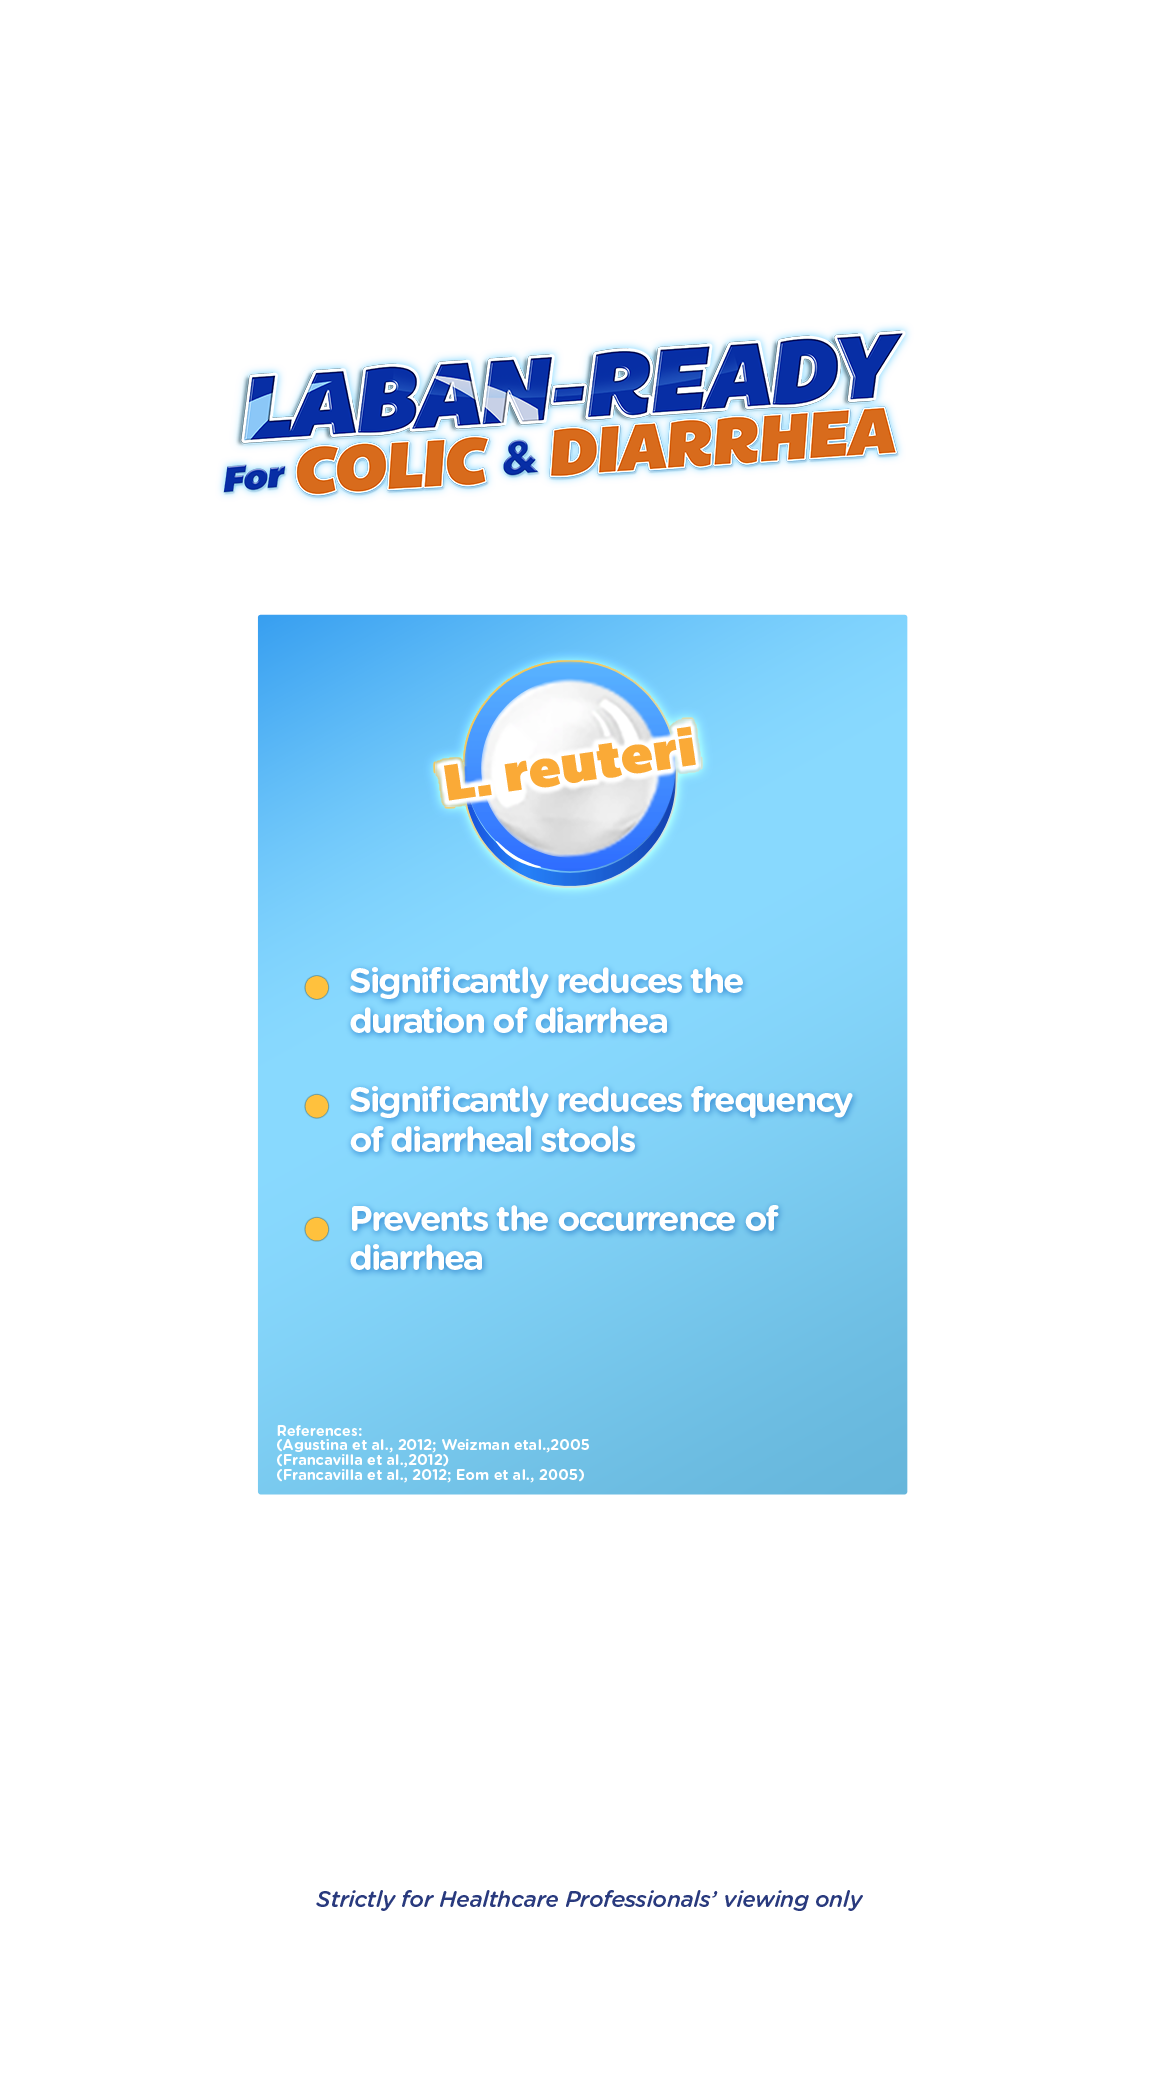 LABAN-READY
For COLIC & DIARRHEA
L. reuteri
Significantly reduces the
duration of diarrhea
Significantly reduces frequency
of diarrheal stools
Prevents the occurrence of
diarrhea
References:
(Agustina et al., 2012; Weizman etal.,2005
(Francavilla et al.,2012)
(Francavilla et al., 2012; Eom et al., 2005)
Strictly for Healthcare Professionals’ viewing only